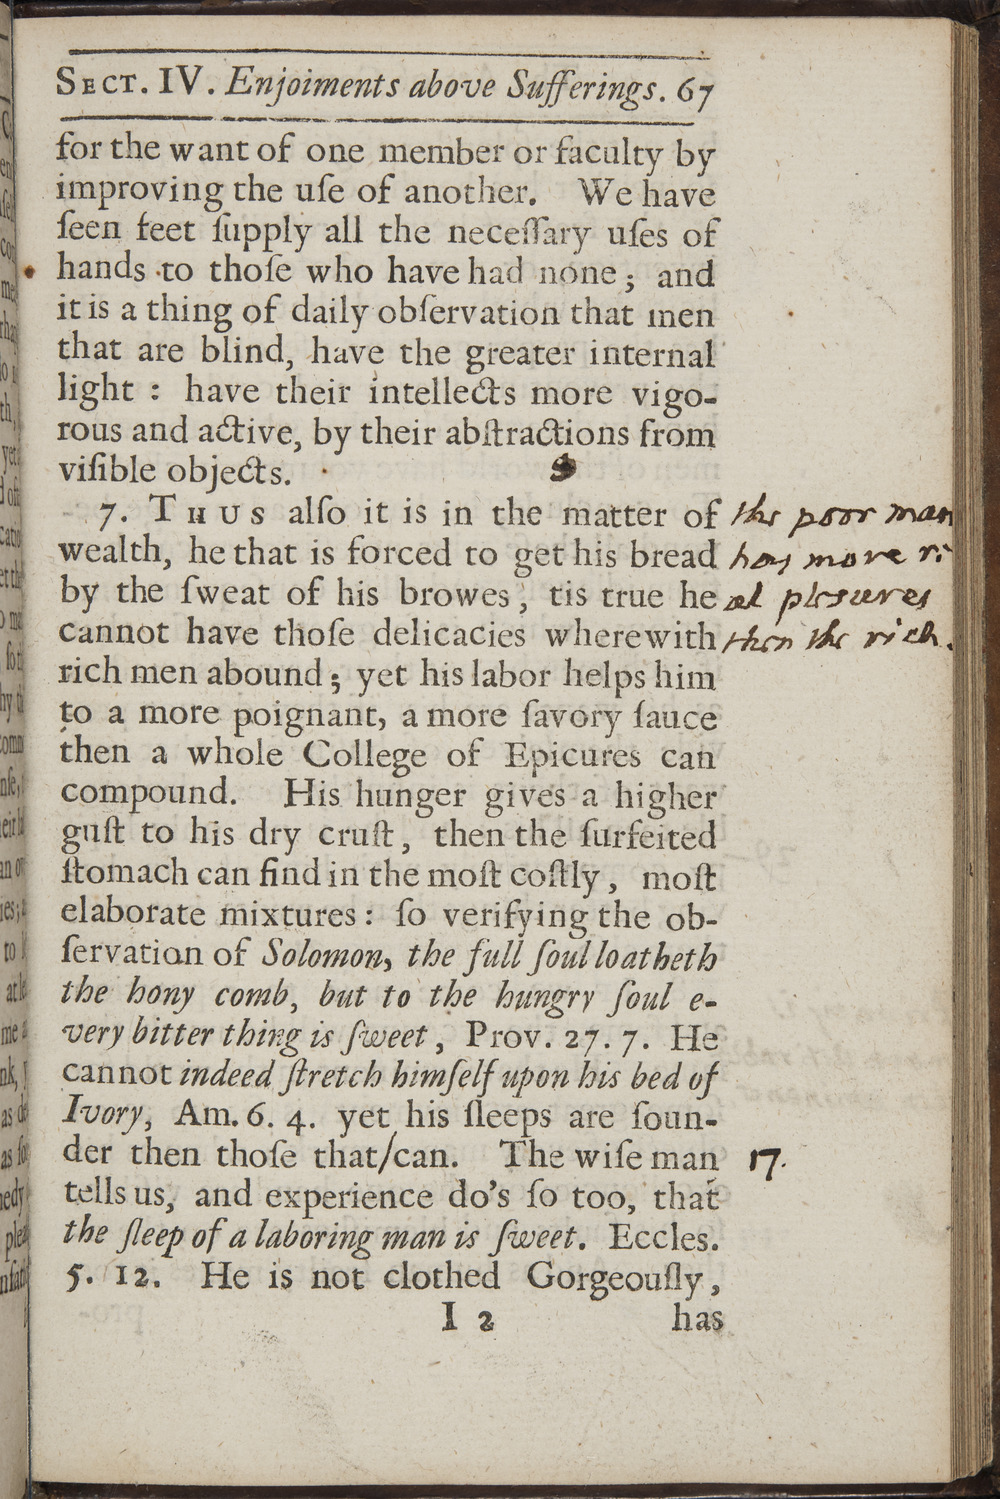 SECT. IV. Enjoiments above Sufferings. 67
for the want of one member or faculty by
improving the uſe of another. We have
ſeen feet ſupply all the neceſſary uſes of
hands to thoſe who have had none; and
it is a thing of daily obſervation that men
that are blind, have the greater internal
light : have their intellects more vigo-
rous and active, by their abſtractions from
viſible objects.
7. THUS alſo it is in the matter of
wealth, he that is forced to get his bread
by the ſweat of his browes, tis true he
cannot have thoſe delicacies wherewith
rich men abound; yet his labor helps him
to a more poignant, a more ſavory ſauce
then a whole College of Epicures can
compound. His hunger gives a higher
guſt to his dry cruſt, then the ſurfeited
ſtomach can find in the moſt coſtly, moſt
elaborate mixtures: ſo verifying the ob-
ſervation of Solomon, the full ſoul loatheth
the hony comb, but to the hungry ſoul e-
very bitter thing is ſweet, Prov. 27. 7. He
cannot indeed ſtretch himſelf upon his bed of
Ivory, Am. 6. 4. yet his ſleeps are ſoun-
der then thoſe that/can. The wiſe man
tells us, and experience do's ſo too, that
the ſleep of a laboring man is ſweet. Eccles.
5. 12. He is not clothed Gorgeouſly,
I 2 has
the poor man
has more ri
al plesures
then the rich.
17.